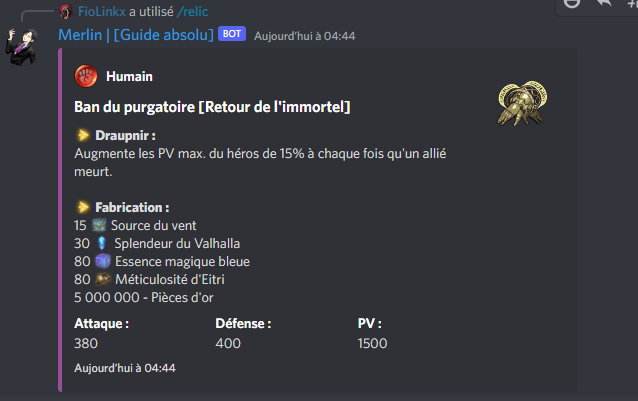 FioLinkx a utilisé /relic
Merlin | [Guide absolu] BOT Aujourd'hui à 04:44
Humain
Ban du purgatoire [Retour de l'immortel]
Draupnir :
Augmente les PV max. du héros de 15% à chaque fois qu'un allié
meurt.
Fabrication :
15 Source du vent
30 Splendeur du Valhalla
80 Essence magique bleue
80 Méticulosité d'Eitri
5 000 000 - Pièces d'or
Attaque : Défense : PV :
380 400 1500
Aujourd'hui à 04:44